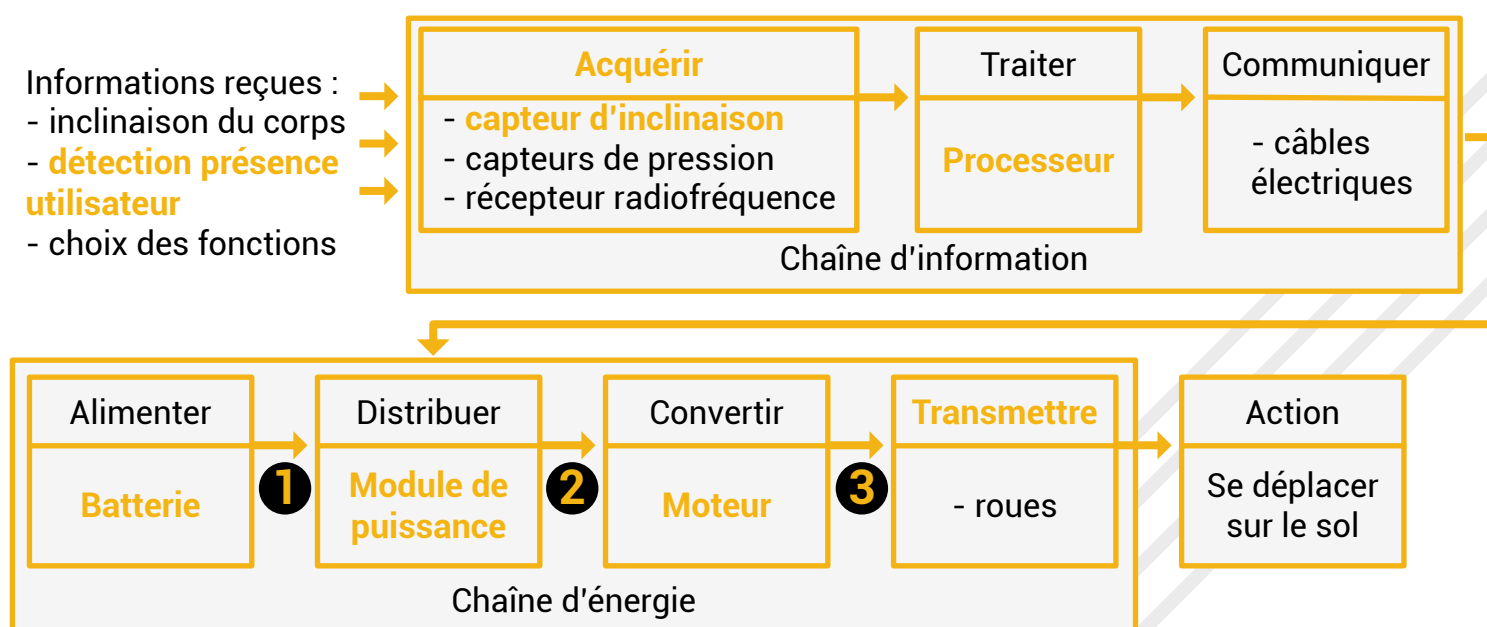 Informations reçues :
- inclinaison du corps
- détection présence
utilisateur
- choix des fonctions
Acquérir
- capteur d'inclinaison
- capteurs de pression
- récepteur radiofréquence
Traiter
Processeur
Communiquer
- câbles
électriques
Chaîne d'information
Alimenter
Batterie
1
Distribuer
Module de
puissance
2
Convertir
Moteur
3
Transmettre
- roues
Action
Se déplacer
sur le sol
Chaîne d'énergie